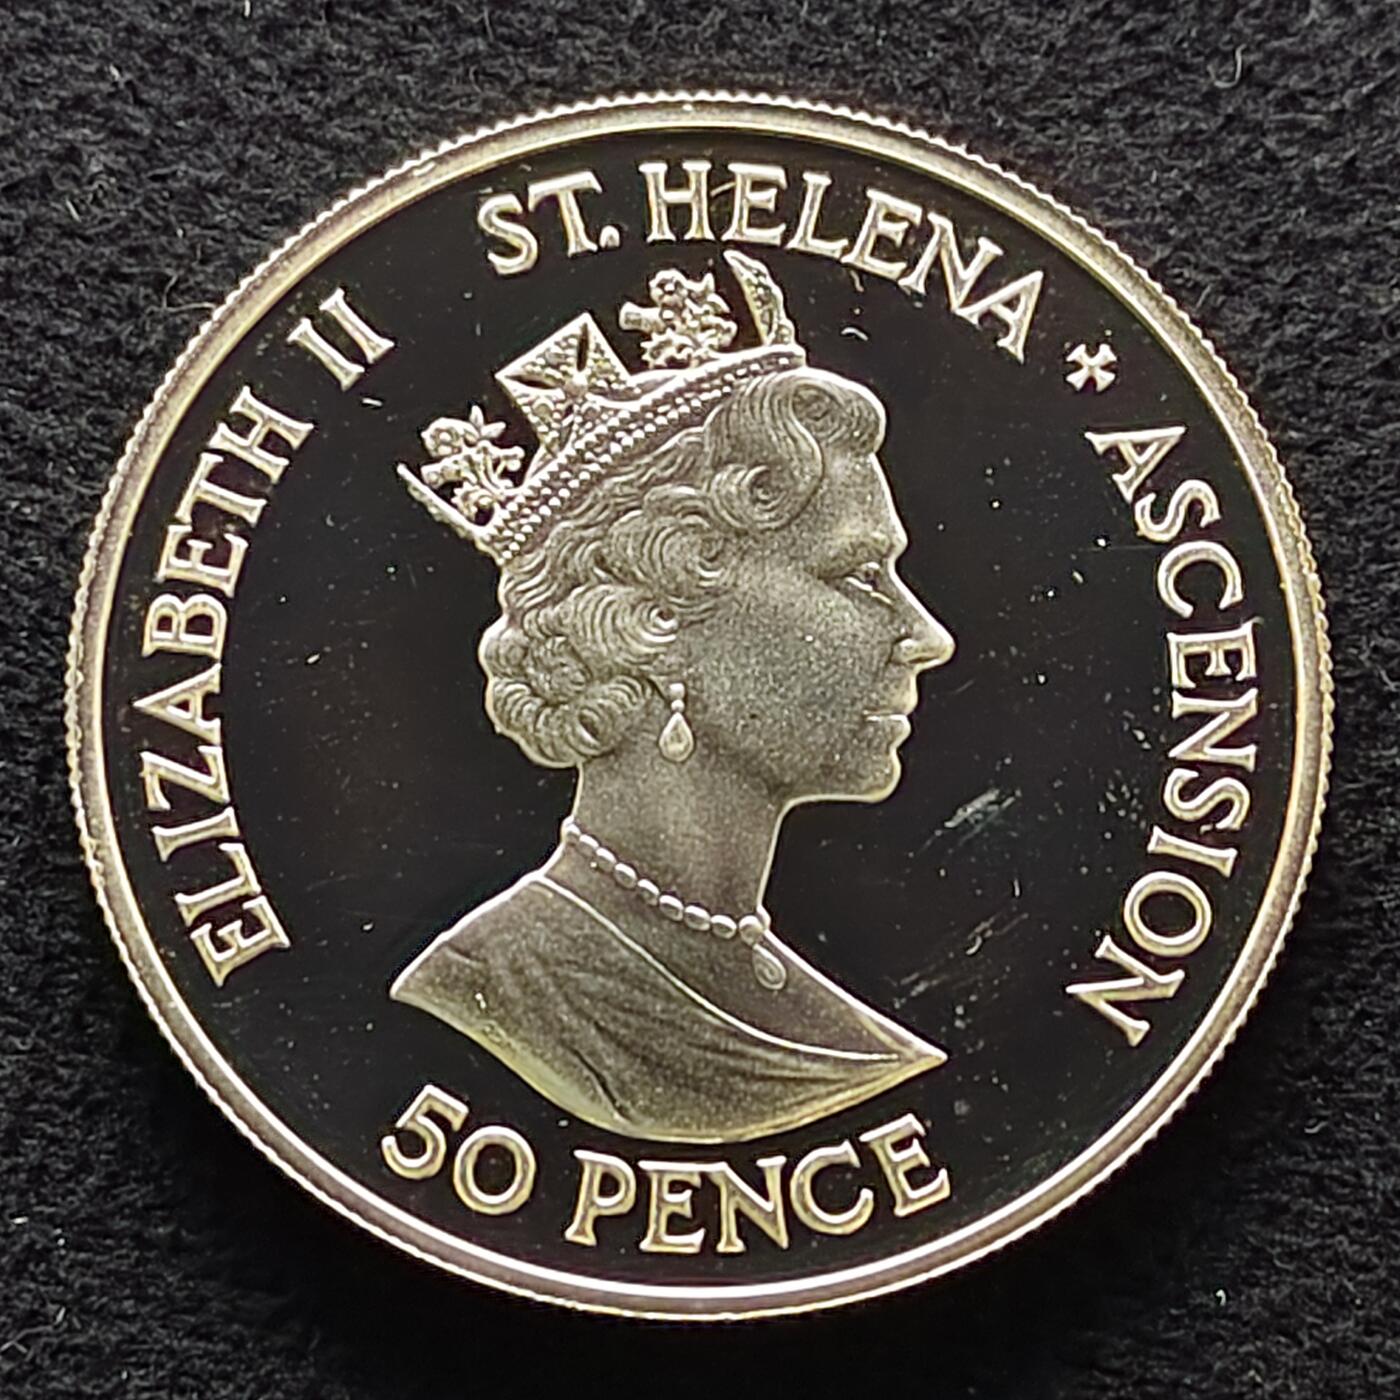 ELIZABETH II ST. HELENA * ASCENSION
50 PENCE